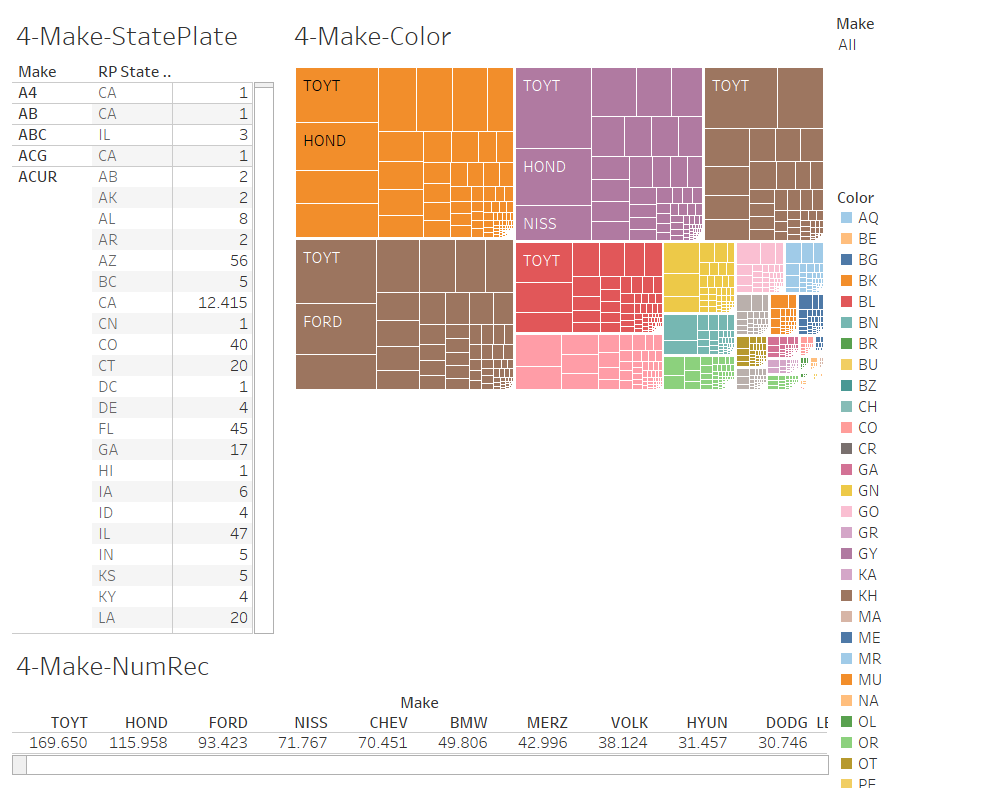 4-Make-StatePlate
Make RP State ..
A4 CA 1
AB CA 1
ABC IL 3
ACG CA 1
ACUR AB 2
AK 2
AL 8
AR 2
AZ 56
BC 5
CA 12.415
CN 1
CO 40
CT 20
DC 1
DE 4
FL 45
GA 17
HI 1
IA 6
ID 4
IL 47
IN 5
KS 5
KY 4
LA 20
4-Make-Color
TOYT
HOND
TOYT
HOND
NISS
TOYT
TOYT
FORD
TOYT
Make
All
Color
AQ
BE
BG
BK
BL
BN
BR
BU
BZ
CH
CO
CR
GA
GN
GO
GR
GY
KA
KH
MA
ME
MR
MU
NA
OL
OR
OT
PE
4-Make-NumRec
Make
TOYT HOND FORD NISS CHEV BMW MERZ VOLK HYUN DODG LE
169.650 115.958 93.423 71.767 70.451 49.806 42.996 38.124 31.457 30.746